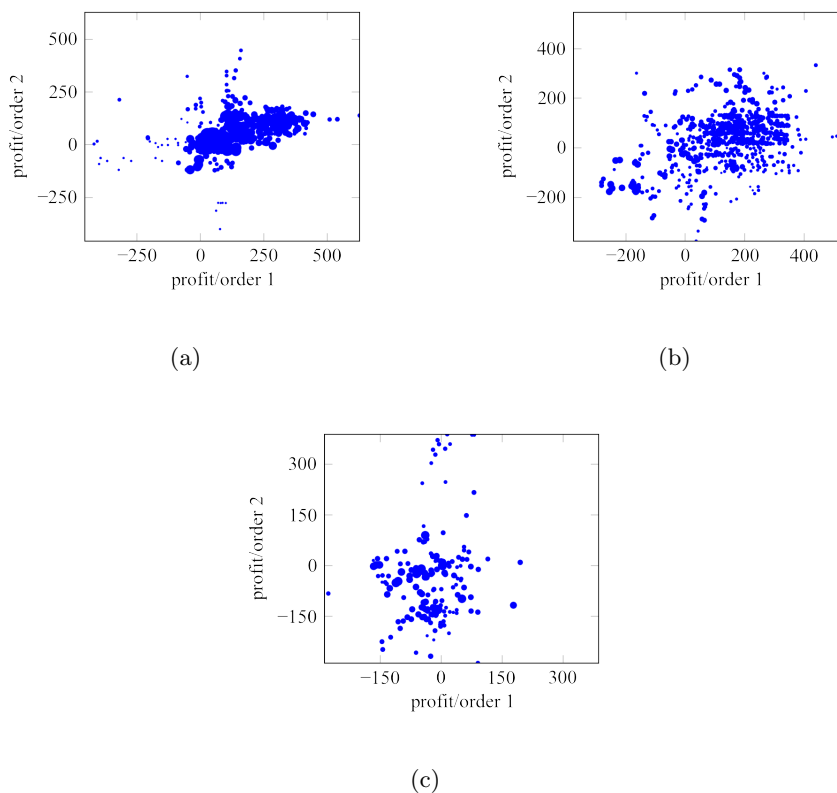 500
250
0
−250
profit/order 2
−250 0 250 500
profit/order 1
(a)
400
200
0
−200
profit/order 2
−200 0 200 400
profit/order 1
(b)
300
150
0
−150
profit/order 2
−150 0 150 300
profit/order 1
(c)